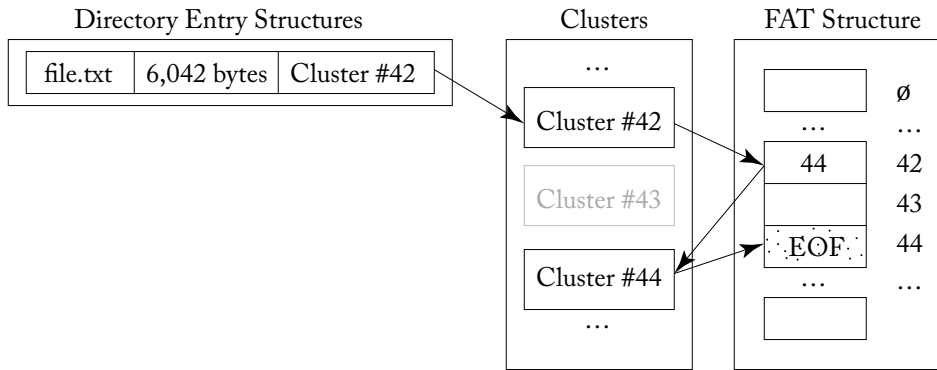 Directory Entry Structures
file.txt 6,042 bytes Cluster #42
Clusters
...
Cluster #42
Cluster #43
Cluster #44
...
FAT Structure
ø
... ...
44 42
43
EOF 44
... ...